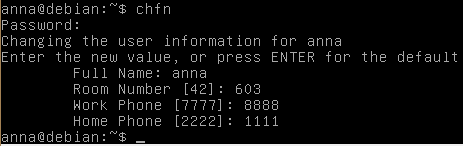 anna@debian:~$ chfn
Password:
Changing the user information for anna
Enter the new value, or press ENTER for the default
        Full Name: anna
        Room Number [42]: 603
        Work Phone [7777]: 8888
        Home Phone [2222]: 1111
anna@debian:~$ _